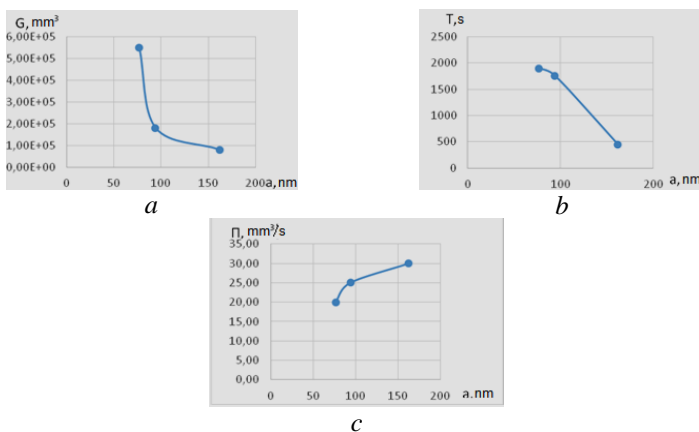 G, mm³
6,00E+05
5,00E+05
4,00E+05
3,00E+05
2,00E+05
1,00E+05
0,00E+00
0 50 100 150 200 a, nm
a
T, s
2500
2000
1500
1000
500
0
0 100 200 a, nm
b
П, mm³/s
35,00
30,00
25,00
20,00
15,00
10,00
5,00
0,00
0 50 100 150 200 a, nm
c